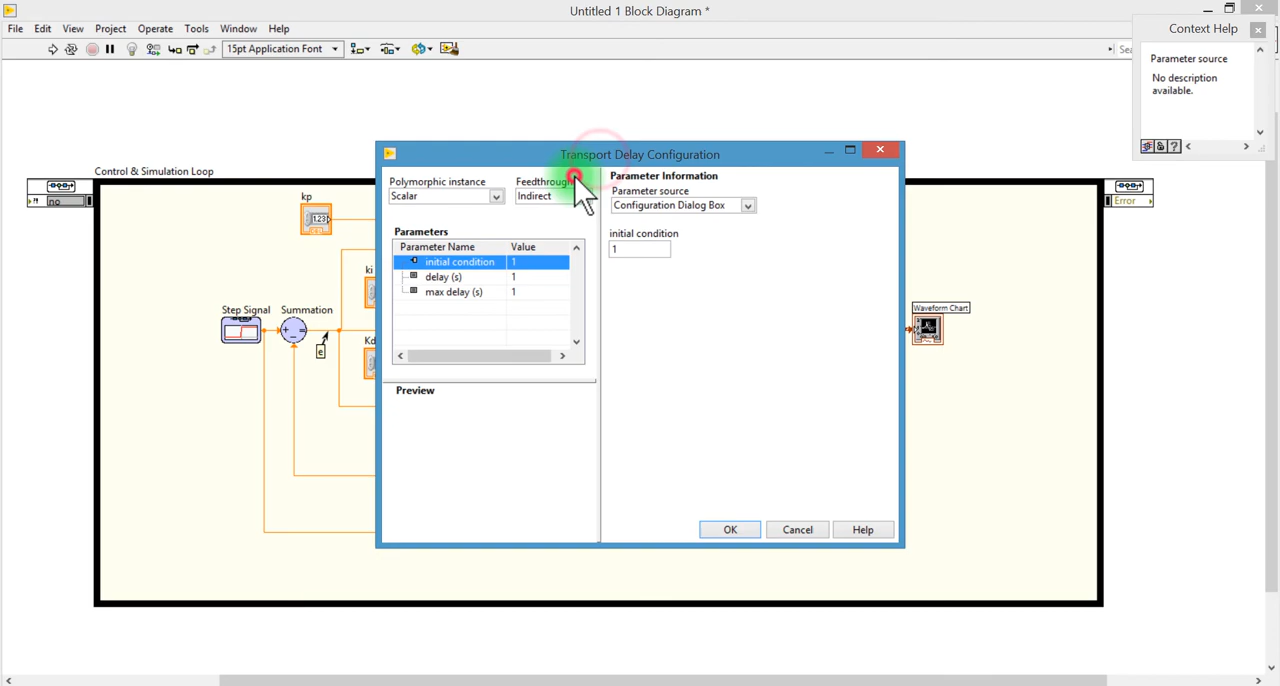 Untitled 1 Block Diagram *
File Edit View Project Operate Tools Window Help
15pt Application Font
Sea
Context Help
Parameter source
No description
available.
Control & Simulation Loop
no
Error
kp
1.23
ki
Kd
Step Signal
Summation
e
Waveform Chart
Transport Delay Configuration
Polymorphic instance
Scalar
Feedthrough
Indirect
Parameters
Parameter Name Value
initial condition 1
delay (s) 1
max delay (s) 1
Preview
Parameter Information
Parameter source
Configuration Dialog Box
initial condition
1
OK Cancel Help